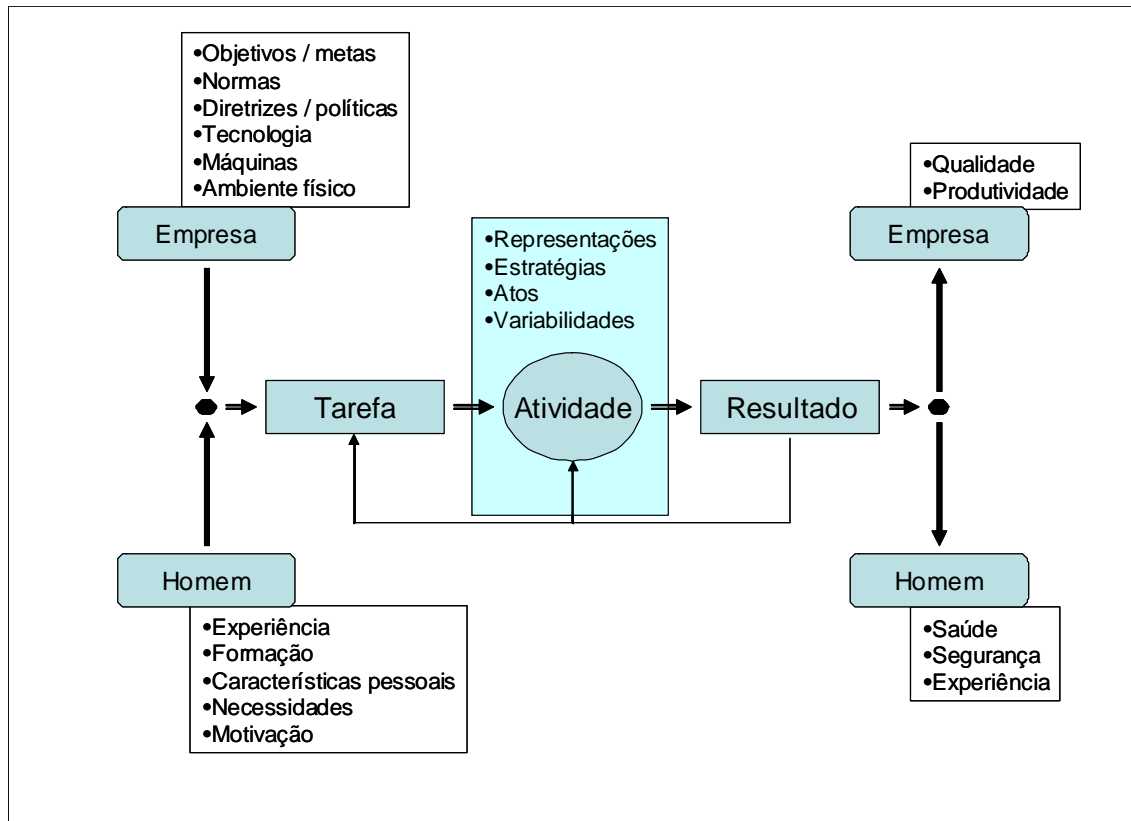 •Objetivos / metas
•Normas
•Diretrizes / políticas
•Tecnologia
•Máquinas
•Ambiente físico
Empresa
•Qualidade
•Produtividade
Empresa
•Representações
•Estratégias
•Atos
•Variabilidades
Tarefa
Atividade
Resultado
Homem
•Experiência
•Formação
•Características pessoais
•Necessidades
•Motivação
Homem
•Saúde
•Segurança
•Experiência